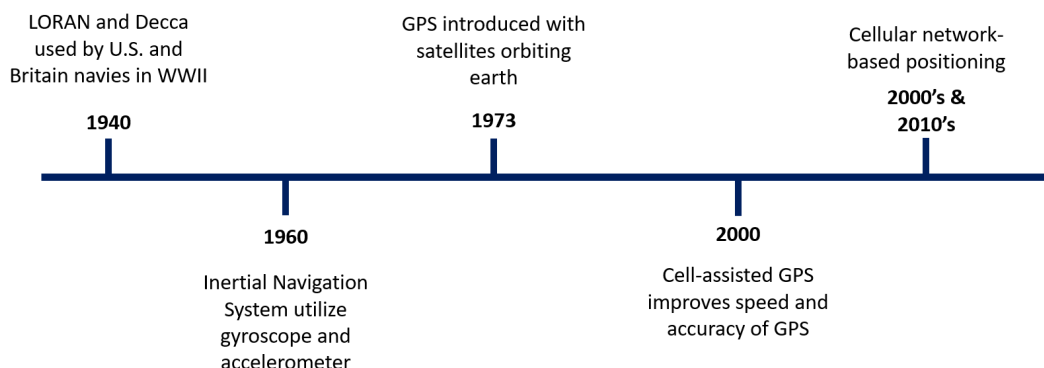 LORAN and Decca
used by U.S. and
Britain navies in WWII
1940
GPS introduced with
satellites orbiting
earth
1973
Cellular network-
based positioning
2000's &
2010's
1960
Inertial Navigation
System utilize
gyroscope and
accelerometer
2000
Cell-assisted GPS
improves speed and
accuracy of GPS